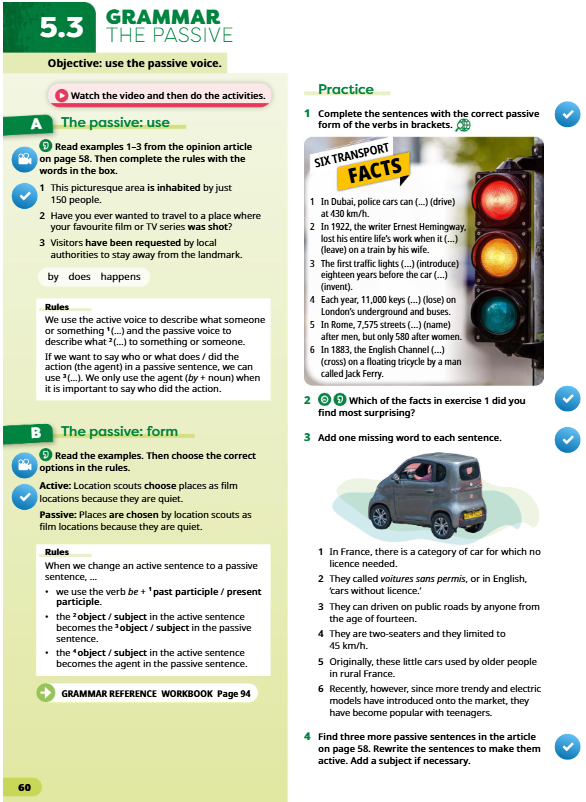 5.3
GRAMMAR
THE PASSIVE
Objective: use the passive voice.
Watch the video and then do the activities.
A The passive: use
Read examples 1–3 from the opinion article
on page 58. Then complete the rules with the
words in the box.
1 This picturesque area is inhabited by just
150 people.
2 Have you ever wanted to travel to a place where
your favourite film or TV series was shot?
3 Visitors have been requested by local
authorities to stay away from the landmark.
by does happens
Rules
We use the active voice to describe what someone
or something 1(...) and the passive voice to
describe what 2(...) to something or someone.
If we want to say who or what does / did the
action (the agent) in a passive sentence, we can
use 3(...). We only use the agent (by + noun) when
it is important to say who did the action.
B The passive: form
Read the examples. Then choose the correct
options in the rules.
Active: Location scouts choose places as film
locations because they are quiet.
Passive: Places are chosen by location scouts as
film locations because they are quiet.
Rules
When we change an active sentence to a passive
sentence, ...
• we use the verb be + 1past participle / present
participle.
• the 2object / subject in the active sentence
becomes the 3object / subject in the passive
sentence.
• the 4object / subject in the active sentence
becomes the agent in the passive sentence.
GRAMMAR REFERENCE WORKBOOK Page 94
60
Practice
1 Complete the sentences with the correct passive
form of the verbs in brackets.
SIX TRANSPORT
FACTS
1 In Dubai, police cars can (...) (drive)
at 430 km/h.
2 In 1922, the writer Ernest Hemingway,
lost his entire life's work when it (...)
(leave) on a train by his wife.
3 The first traffic lights (...) (introduce)
eighteen years before the car (...)
(invent).
4 Each year, 11,000 keys (...) (lose) on
London's underground and buses.
5 In Rome, 7,575 streets (...) (name)
after men, but only 580 after women.
6 In 1883, the English Channel (...)
(cross) on a floating tricycle by a man
called Jack Ferry.
2 Which of the facts in exercise 1 did you
find most surprising?
3 Add one missing word to each sentence.
1 In France, there is a category of car for which no
licence needed.
2 They called voitures sans permis, or in English,
'cars without licence.'
3 They can driven on public roads by anyone from
the age of fourteen.
4 They are two-seaters and they limited to
45 km/h.
5 Originally, these little cars used by older people
in rural France.
6 Recently, however, since more trendy and electric
models have introduced onto the market, they
have become popular with teenagers.
4 Find three more passive sentences in the article
on page 58. Rewrite the sentences to make them
active. Add a subject if necessary.